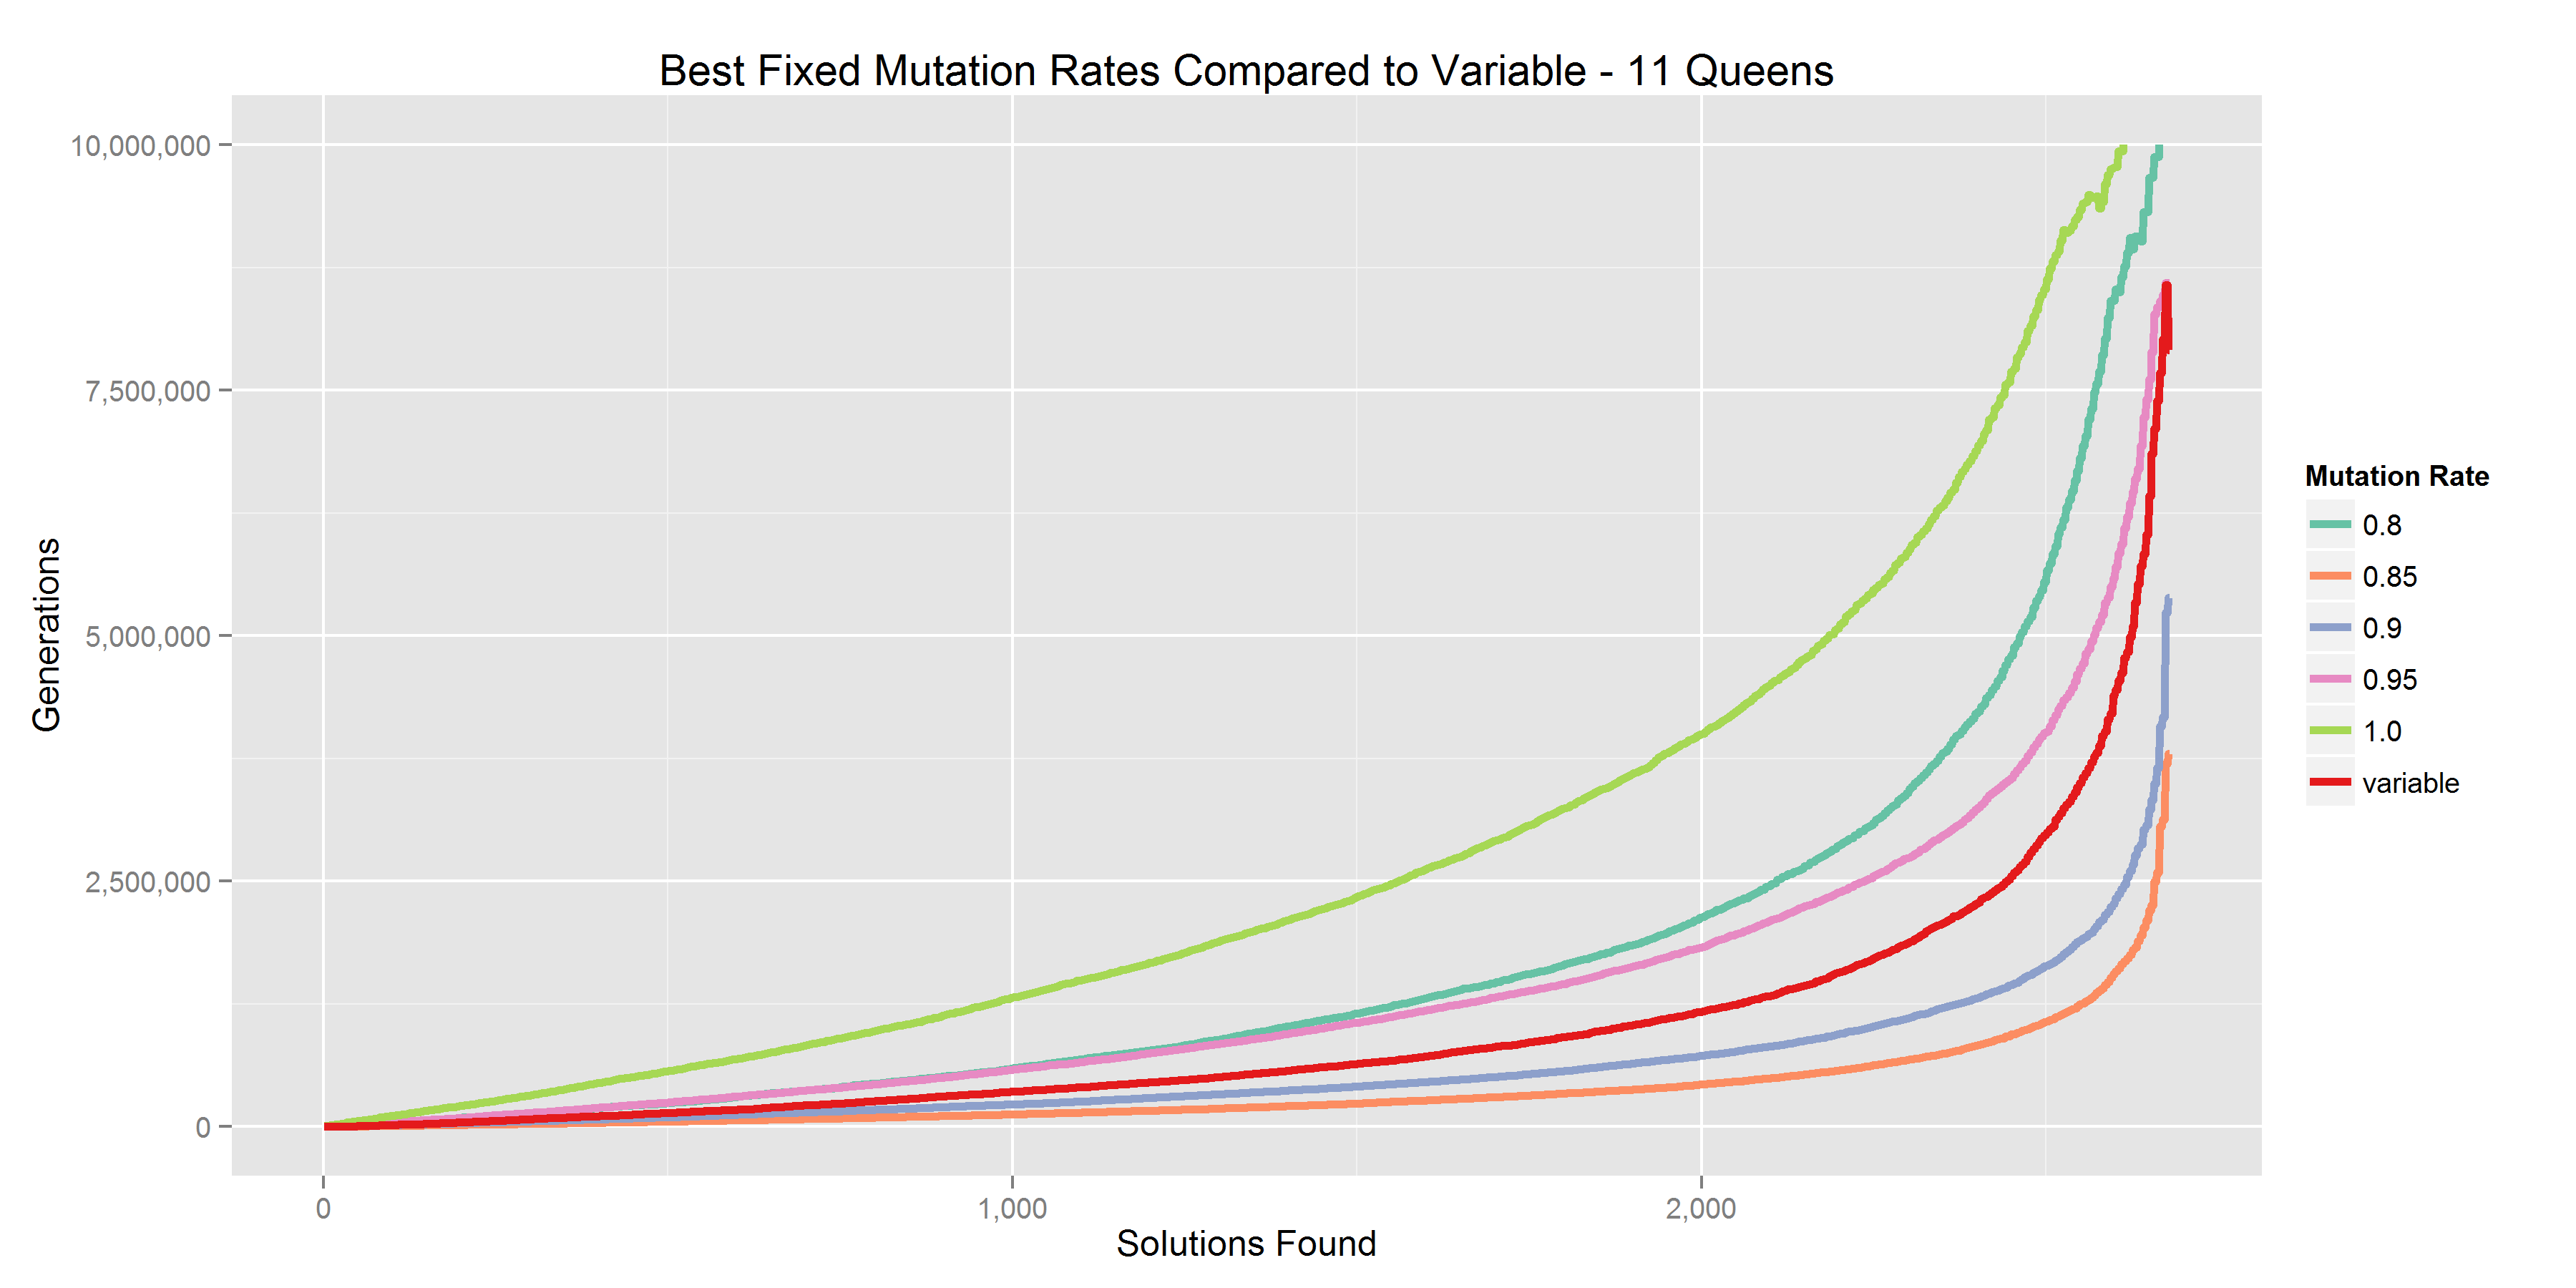 Best Fixed Mutation Rates Compared to Variable - 11 Queens
10,000,000
7,500,000
5,000,000
2,500,000
0
Generations
0
1,000
2,000
Solutions Found
Mutation Rate
0.8
0.85
0.9
0.95
1.0
variable